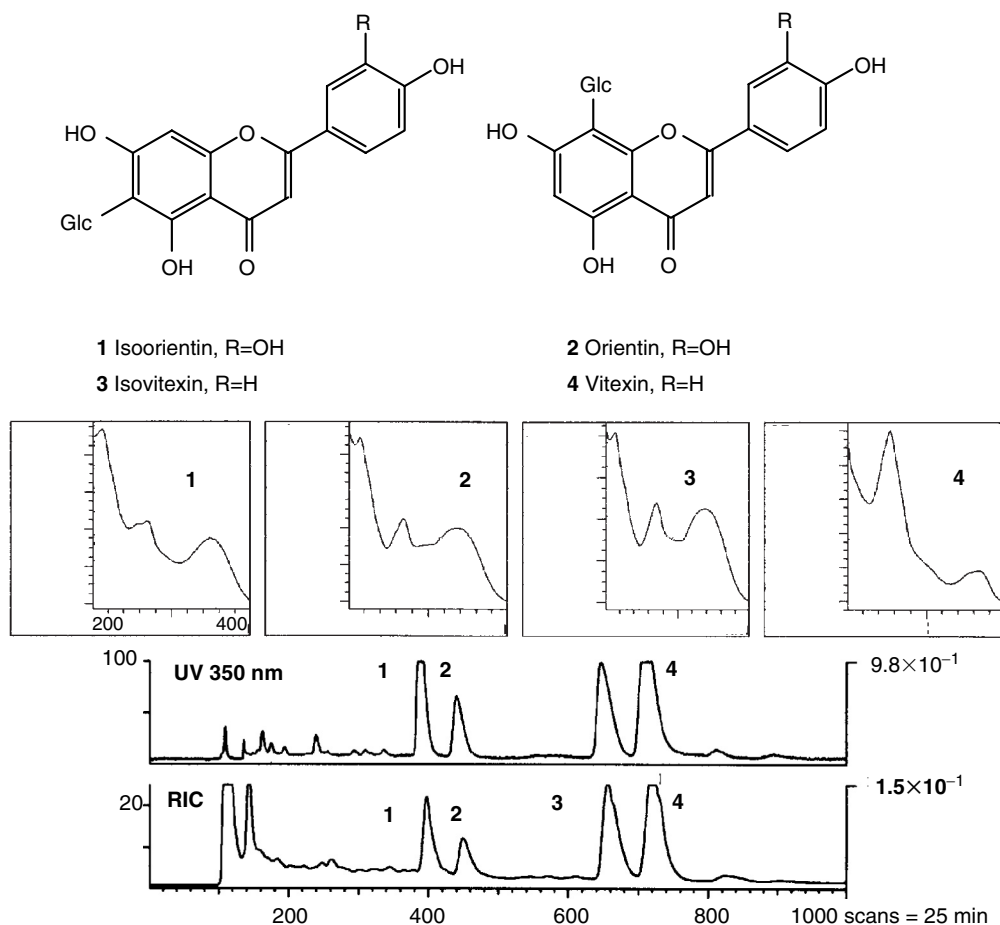 R
OH
HO
O
Glc
OH
O
R
OH
Glc
HO
O
OH
O
1 Isoorientin, R=OH
2 Orientin, R=OH
3 Isovitexin, R=H
4 Vitexin, R=H
1
2
3
4
200
400
100
UV 350 nm
1
2
4
9.8×10⁻¹
20
RIC
1
2
3
4
1.5×10⁻¹
200
400
600
800
1000 scans = 25 min